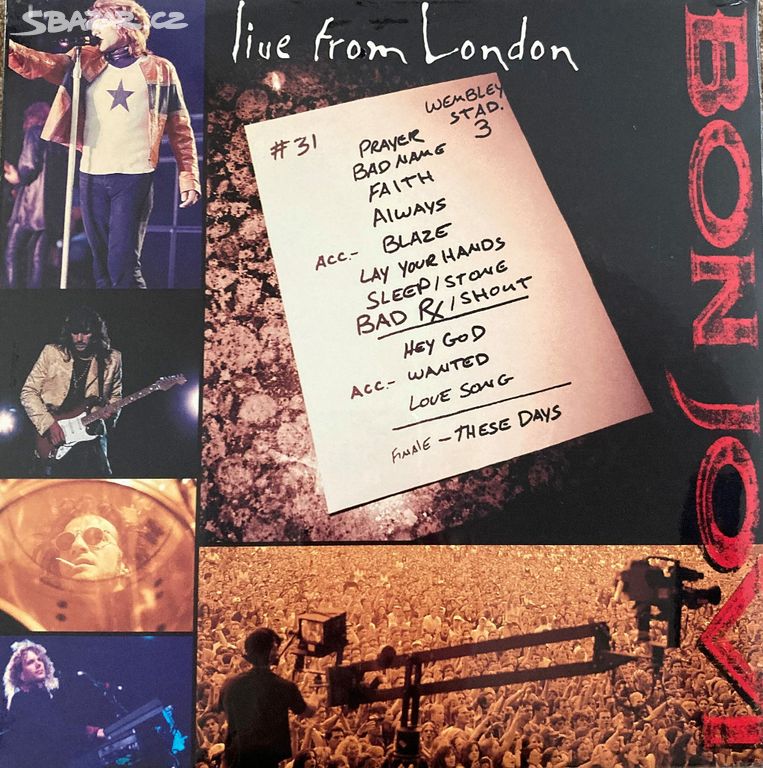 SBAZAR.CZ
live from London
BON JOVI
WEMBLEY
STAD.
3
#31
PRAYER
BAD NAME
FAITH
ALWAYS
ACC.- BLAZE
LAY YOUR HANDS
SLEEP/STONE
BAD Rx/SHOUT
HEY GOD
ACC.- WANTED
LOVE SONG
FINALE - THESE DAYS